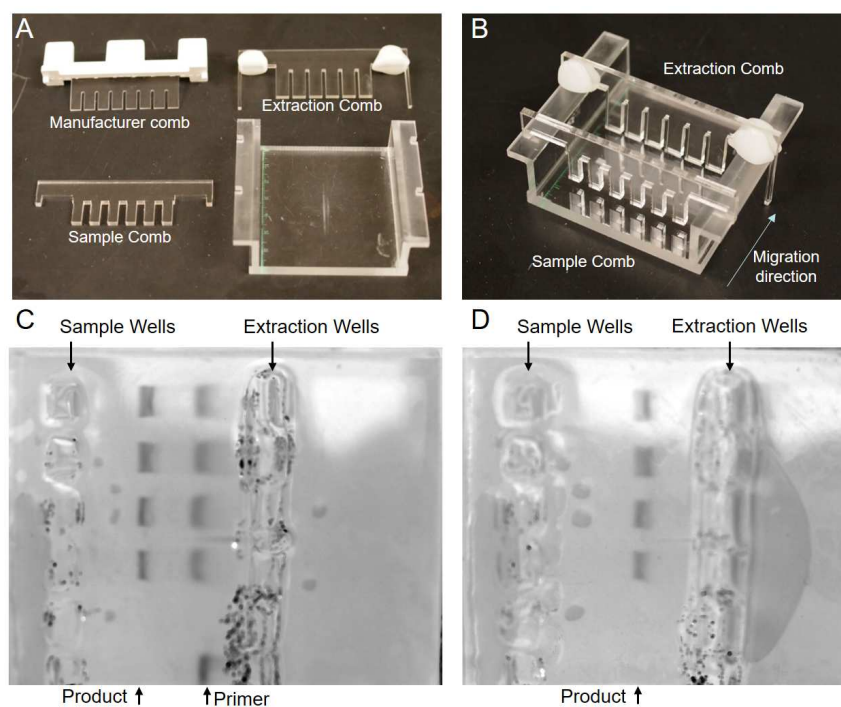 A
Manufacturer comb
Extraction Comb
Sample Comb
B
Extraction Comb
Sample Comb
Migration
direction
C
Sample Wells
Extraction Wells
Product
Primer
D
Sample Wells
Extraction Wells
Product